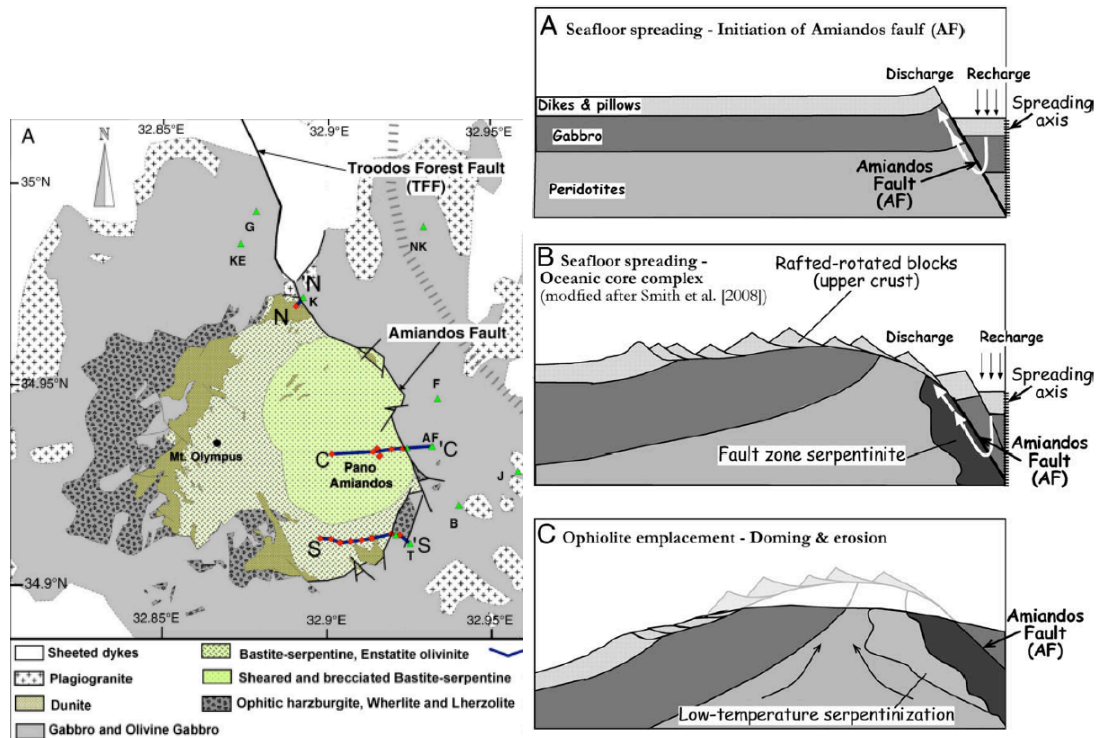 A
N
32.85°E
32.9°E
32.95°E
35°N
34.95°N
34.9°N
Troodos Forest Fault
(TFF)
G
KE
NK
'N
K
N
Amiandos Fault
F
Mt. Olympus
C
AF
'C
Pano
Amiandos
J
B
S
'S
T
32.85°E
32.9°E
32.95°E
Sheeted dykes
Plagiogranite
Dunite
Gabbro and Olivine Gabbro
Bastite-serpentine, Enstatite olivinite
Sheared and brecciated Bastite-serpentine
Ophitic harzburgite, Wherlite and Lherzolite
A Seafloor spreading - Initiation of Amiandos faulf (AF)
Discharge
Recharge
Dikes & pillows
Spreading
axis
Gabbro
Amiandos
Fault
(AF)
Peridotites
B Seafloor spreading -
Oceanic core complex
(modfied after Smith et al. [2008])
Rafted-rotated blocks
(upper crust)
Discharge
Recharge
Spreading
axis
Fault zone serpentinite
Amiandos
Fault
(AF)
C Ophiolite emplacement - Doming & erosion
Amiandos
Fault
(AF)
Low-temperature serpentinization